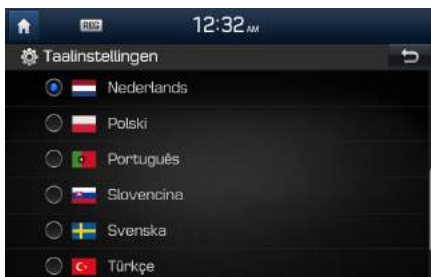 REG 12:32 AM
Taalinstellingen
Nederlands
Polski
Português
Slovencina
Svenska
Türkçe